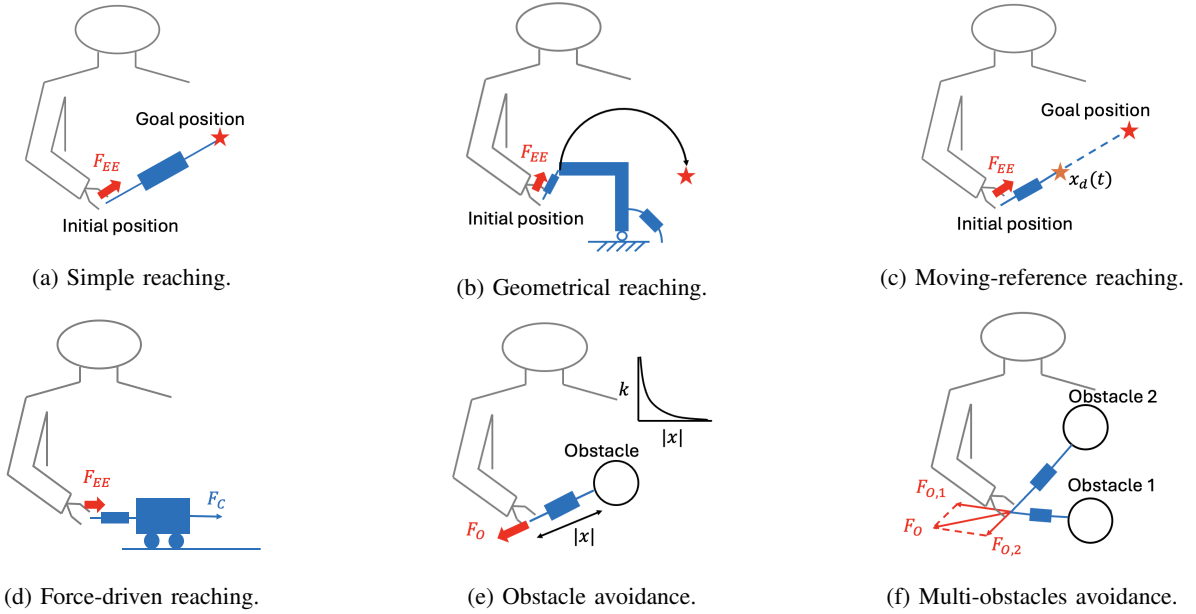 Goal position
F_EE
Initial position
(a) Simple reaching.
F_EE
Initial position
(b) Geometrical reaching.
Goal position
F_EE
x_d(t)
Initial position
(c) Moving-reference reaching.
F_EE
F_C
(d) Force-driven reaching.
k
|x|
Obstacle
F_O
|x|
(e) Obstacle avoidance.
Obstacle 2
Obstacle 1
F_O,1
F_O
F_O,2
(f) Multi-obstacles avoidance.